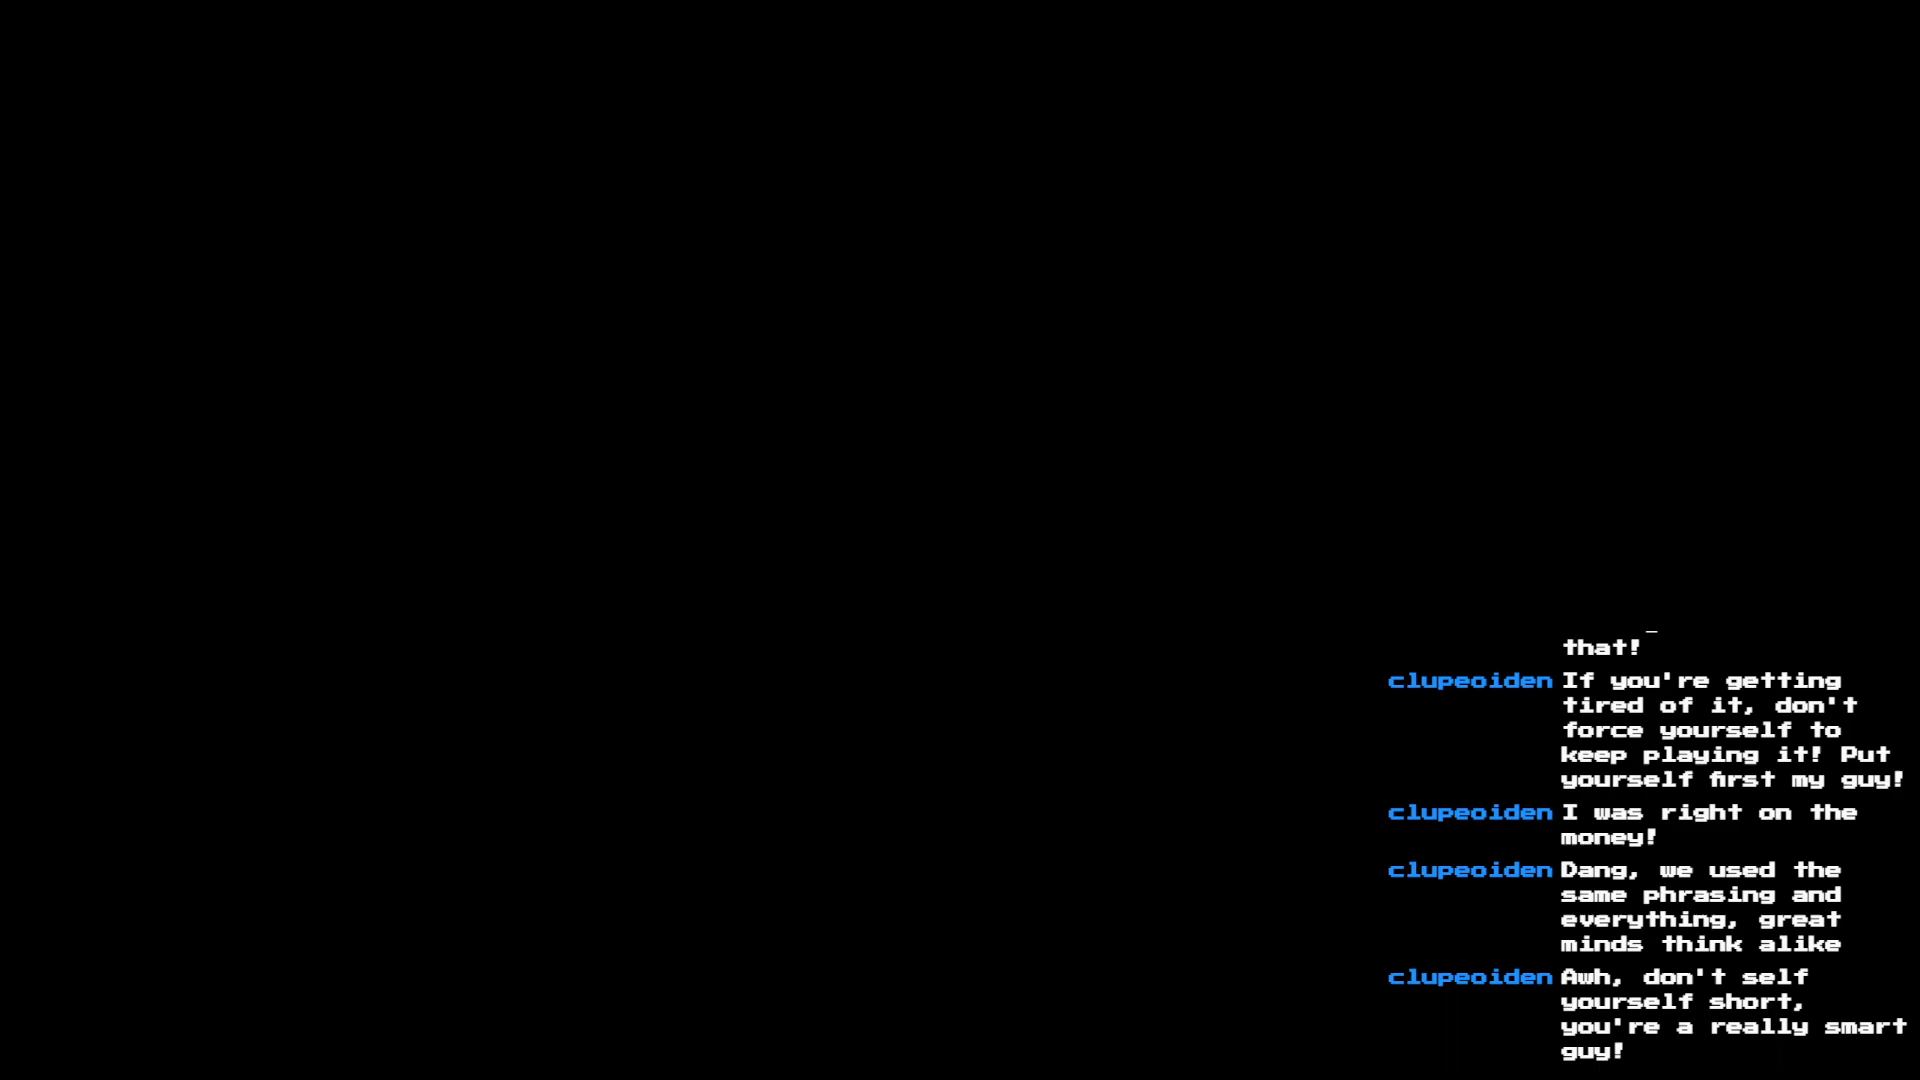 that!
clupeoiden If you're getting
tired of it, don't
force yourself to
keep playing it! Put
yourself first my guy!
clupeoiden I was right on the
money!
clupeoiden Dang, we used the
same phrasing and
everything, great
minds think alike
clupeoiden Awh, don't self
yourself short,
you're a really smart
guy!